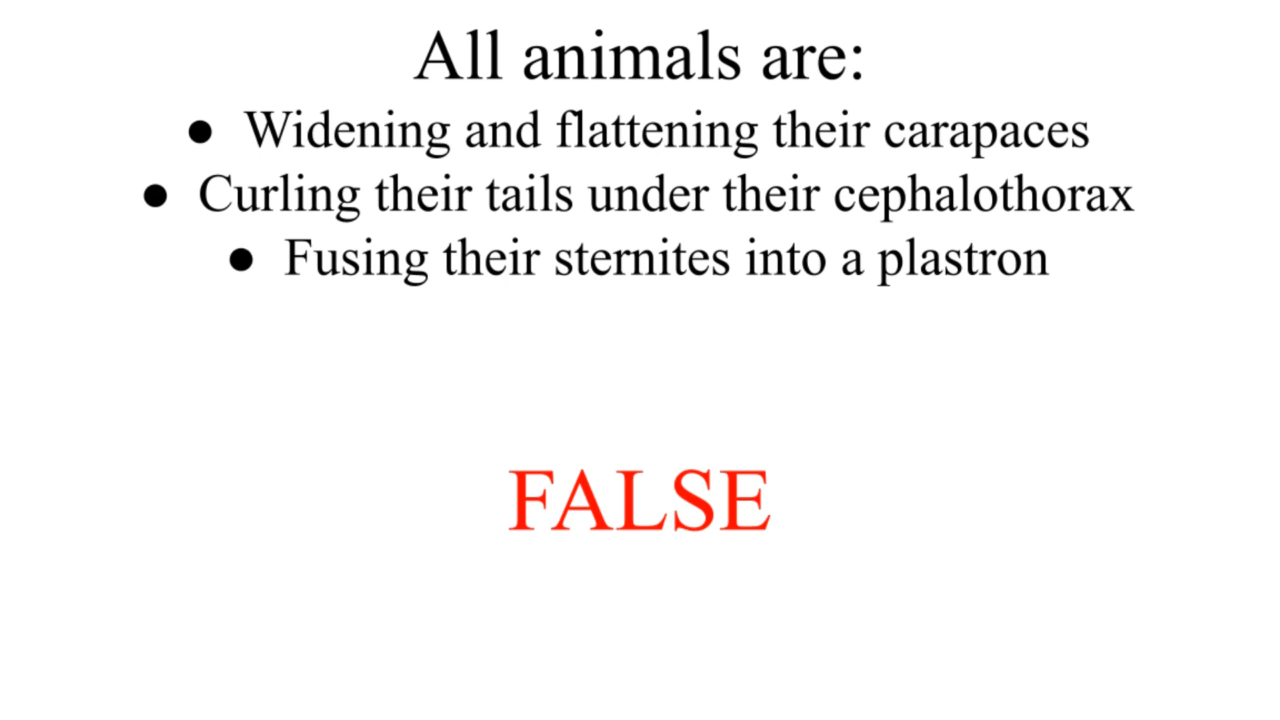 All animals are:
● Widening and flattening their carapaces
● Curling their tails under their cephalothorax
● Fusing their sternites into a plastron
FALSE